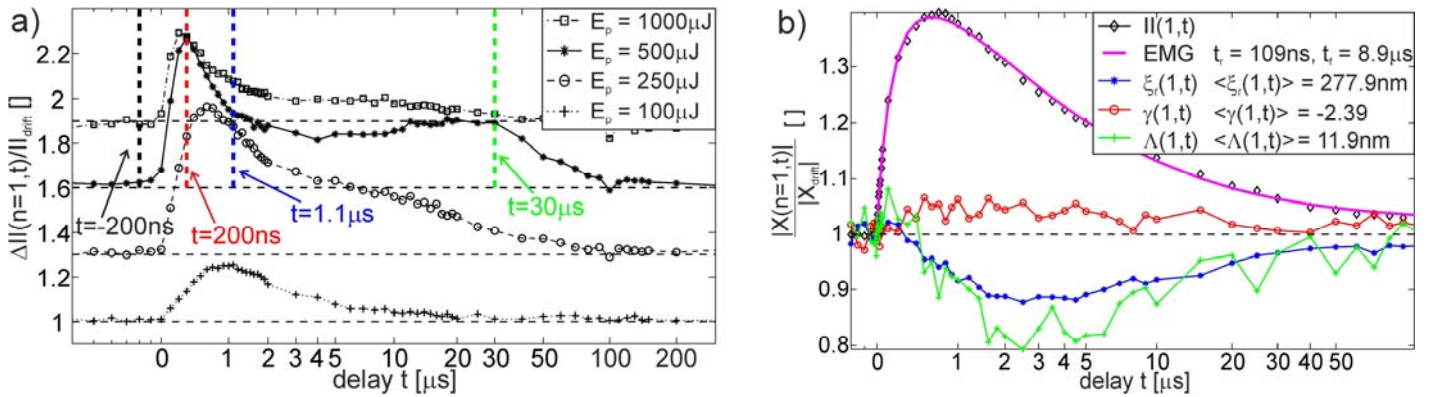 a)
E_p = 1000µJ
E_p = 500µJ
E_p = 250µJ
E_p = 100µJ
2.2
2
1.8
1.6
1.4
1.2
1
ΔII(n=1,t)/II_drift []
t=-200ns
t=200ns
t=1.1µs
t=30µs
0 1 2 3 4 5 10 20 30 50 100 200
delay t [µs]
b)
II(1,t)
EMG t_r = 109ns, t_f = 8.9µs
ξ_r(1,t) <ξ_r(1,t)> = 277.9nm
γ(1,t) <γ(1,t)> = -2.39
Λ(1,t) <Λ(1,t)> = 11.9nm
1.3
1.2
1.1
1
0.9
0.8
|X(n=1,t)|
|X_drift|
[ ]
0 1 2 3 4 5 10 20 30 50
delay t [µs]